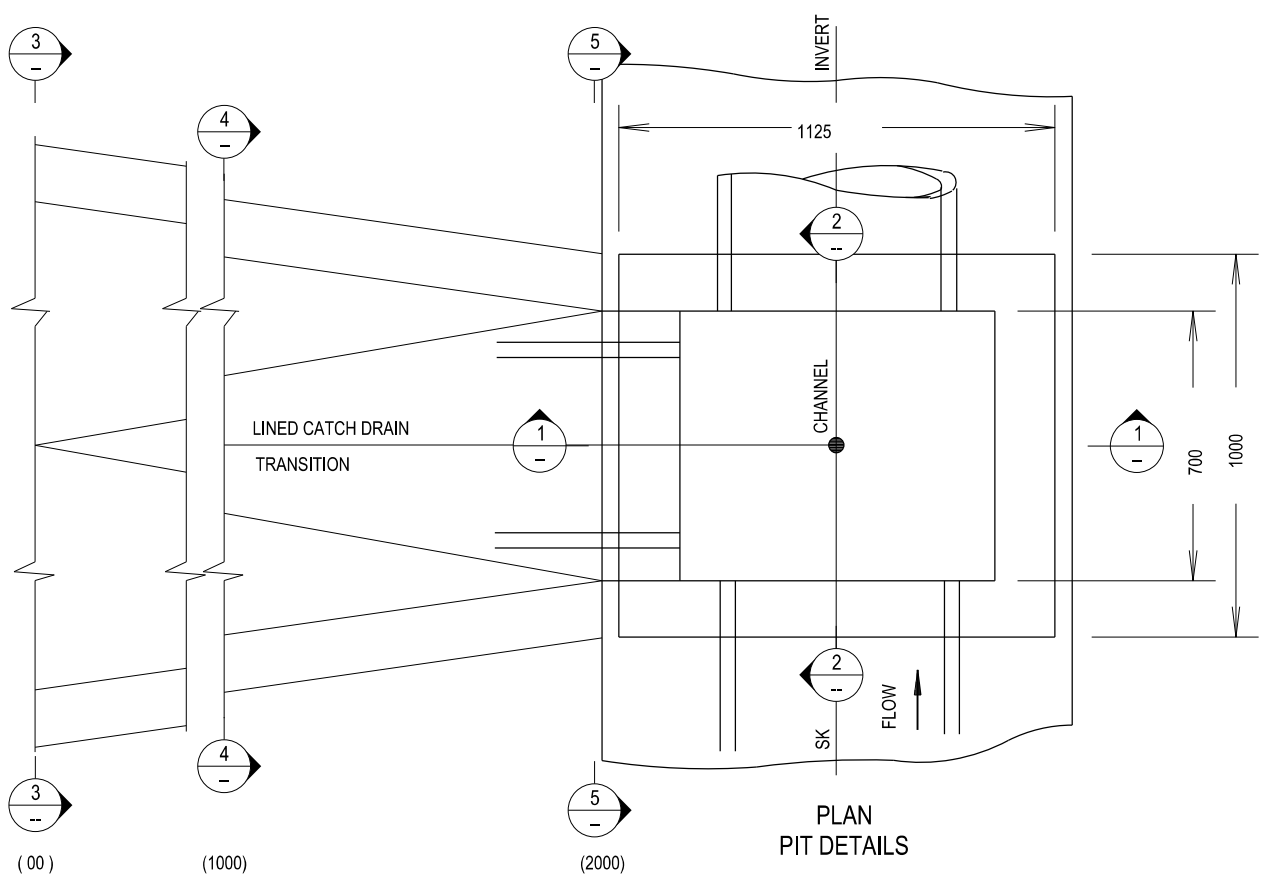 3
–
5
–
INVERT
4
–
1125
2
--
LINED CATCH DRAIN
TRANSITION
1
–
CHANNEL
1
–
700
1000
2
--
FLOW
SK
4
–
3
--
5
–
PLAN
PIT DETAILS
( 00 )
(1000)
(2000)